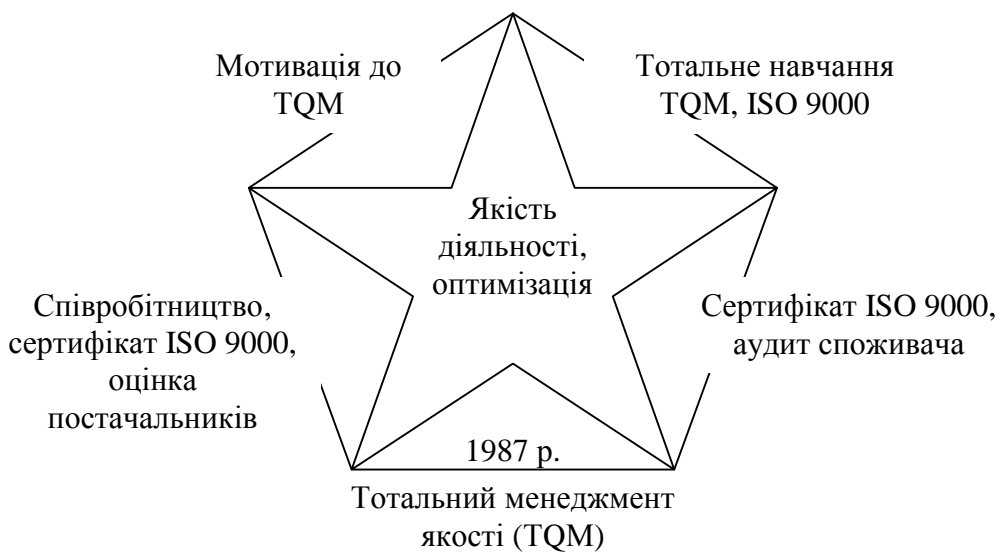 Мотивація до
TQM
Тотальне навчання
TQM, ISO 9000
Якість
діяльності,
оптимізація
Співробітництво,
сертифікат ISO 9000,
оцінка
постачальників
Сертифікат ISO 9000,
аудит споживача
1987 р.
Тотальний менеджмент
якості (TQM)